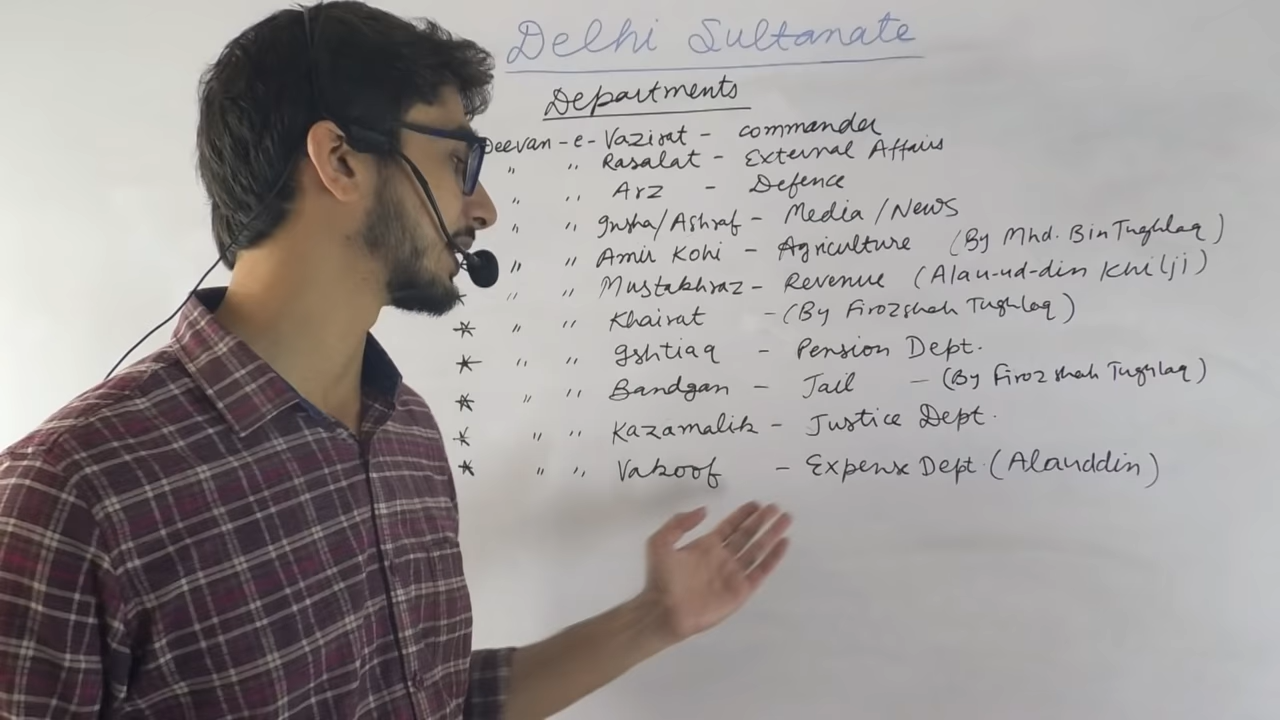 Delhi Sultanate
Departments
Deevan-e-Vazirat - commander
" " Rasalat - External Affairs
" " Arz - Defence
" " Insha/Ashraf - Media/News
" " Amir Kohi - Agriculture (By Mhd. Bin Tughlaq)
* " " Mustakhraz - Revenue (Alau-ud-din Khilji)
* " " Khairat - (By Firozshah Tughlaq)
* " " Ishtiaq - Pension Dept.
* " " Bandgan - Jail - (By Firoz shah Tughlaq)
* " " Kazamalik - Justice Dept.
* " " Vakoof - Expense Dept. (Alauddin)